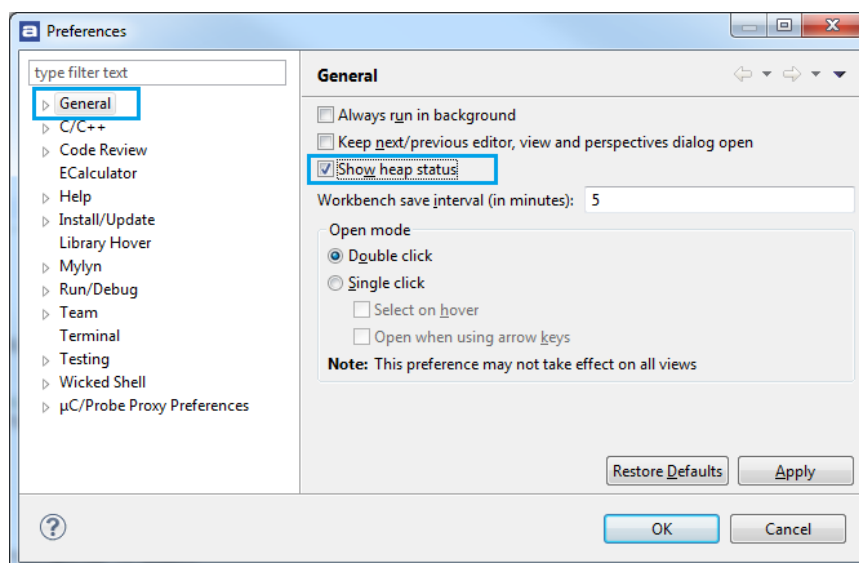 Preferences
type filter text
General
C/C++
Code Review
ECalculator
Help
Install/Update
Library Hover
Mylyn
Run/Debug
Team
Terminal
Testing
Wicked Shell
µC/Probe Proxy Preferences
General
Always run in background
Keep next/previous editor, view and perspectives dialog open
Show heap status
Workbench save interval (in minutes): 5
Open mode
Double click
Single click
Select on hover
Open when using arrow keys
Note: This preference may not take effect on all views
Restore Defaults Apply
OK Cancel